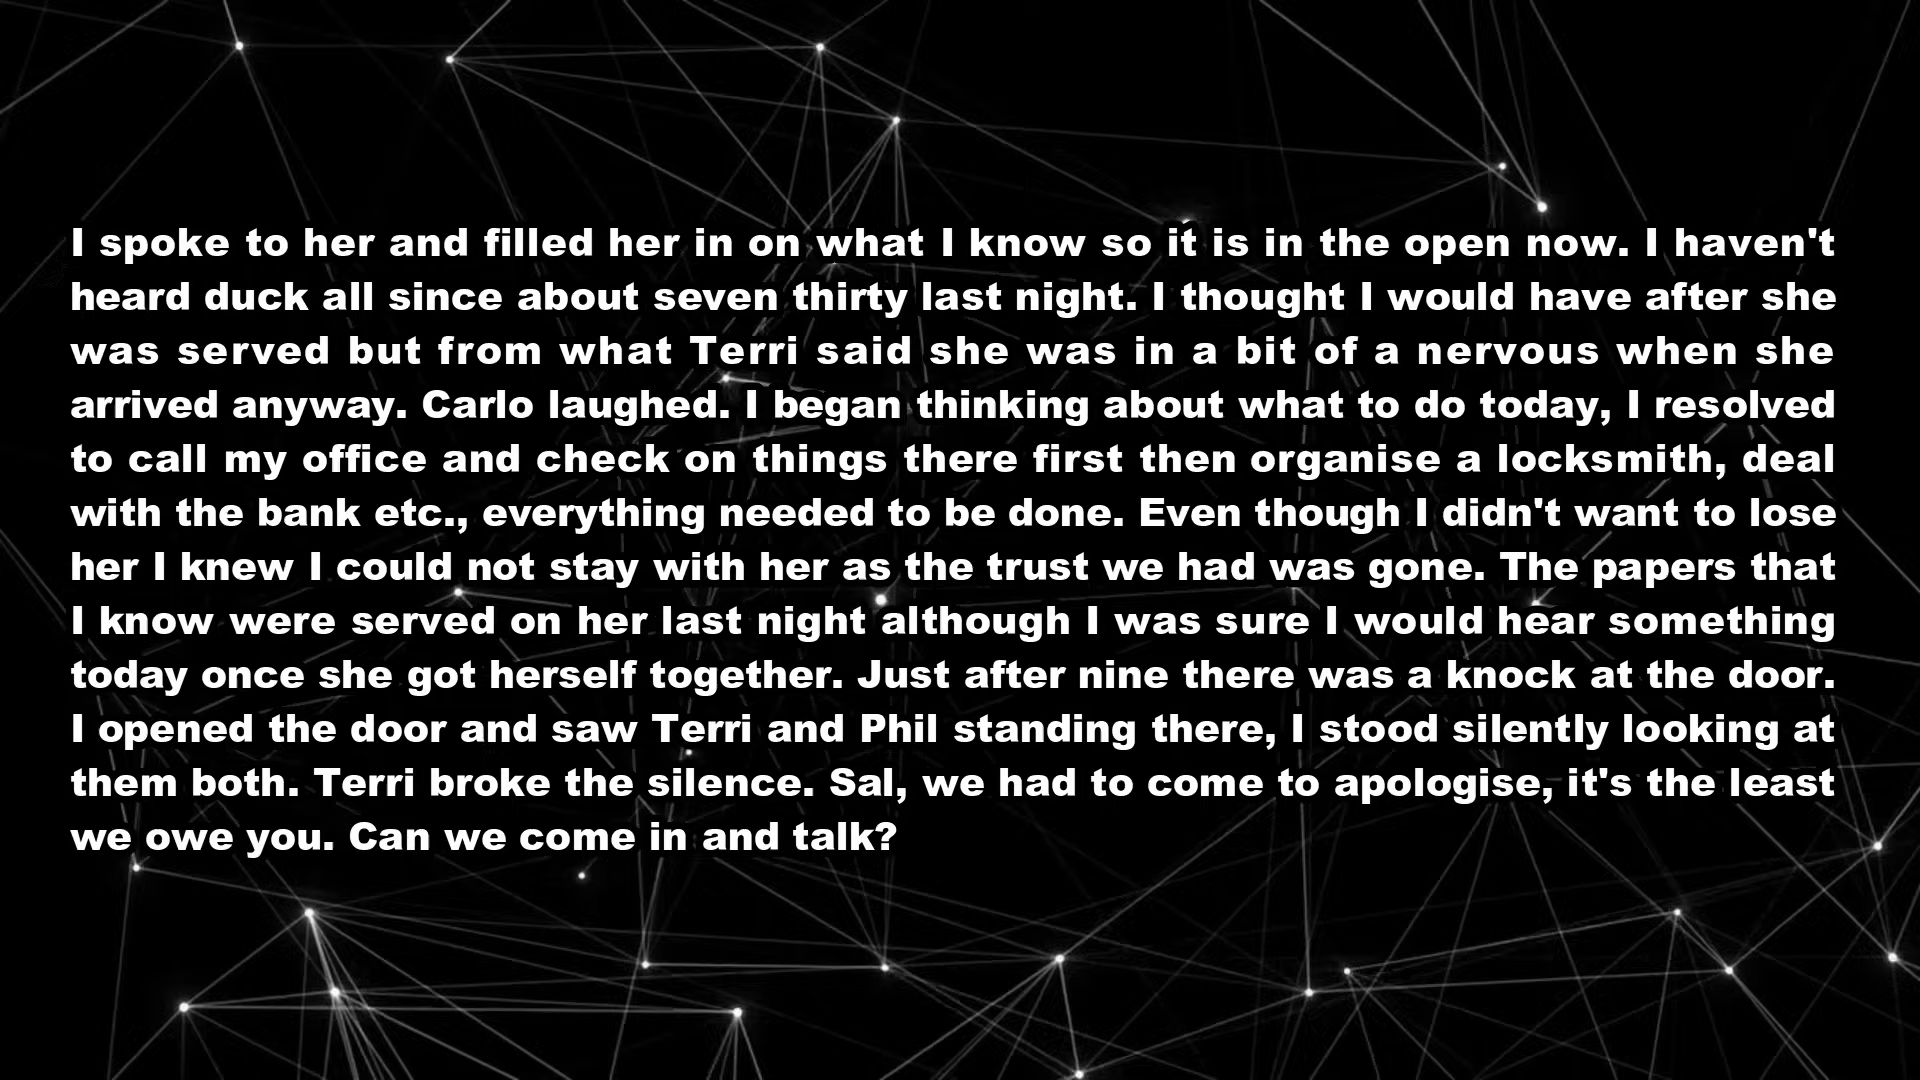 I spoke to her and filled her in on what I know so it is in the open now. I haven't
heard duck all since about seven thirty last night. I thought I would have after she
was served but from what Terri said she was in a bit of a nervous when she
arrived anyway. Carlo laughed. I began thinking about what to do today, I resolved
to call my office and check on things there first then organise a locksmith, deal
with the bank etc., everything needed to be done. Even though I didn't want to lose
her I knew I could not stay with her as the trust we had was gone. The papers that
I know were served on her last night although I was sure I would hear something
today once she got herself together. Just after nine there was a knock at the door.
I opened the door and saw Terri and Phil standing there, I stood silently looking at
them both. Terri broke the silence. Sal, we had to come to apologise, it's the least
we owe you. Can we come in and talk?